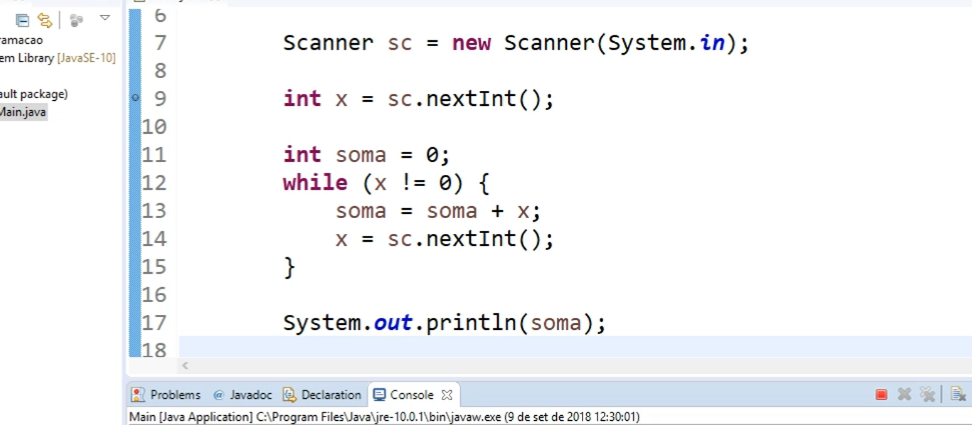 ramacao
em Library [JavaSE-10]
ault package)
Main.java
6
7 Scanner sc = new Scanner(System.in);
8
9 int x = sc.nextInt();
10
11 int soma = 0;
12 while (x != 0) {
13 soma = soma + x;
14 x = sc.nextInt();
15 }
16
17 System.out.println(soma);
18
Problems @ Javadoc Declaration Console
Main [Java Application] C:\Program Files\Java\jre-10.0.1\bin\javaw.exe (9 de set de 2018 12:30:01)